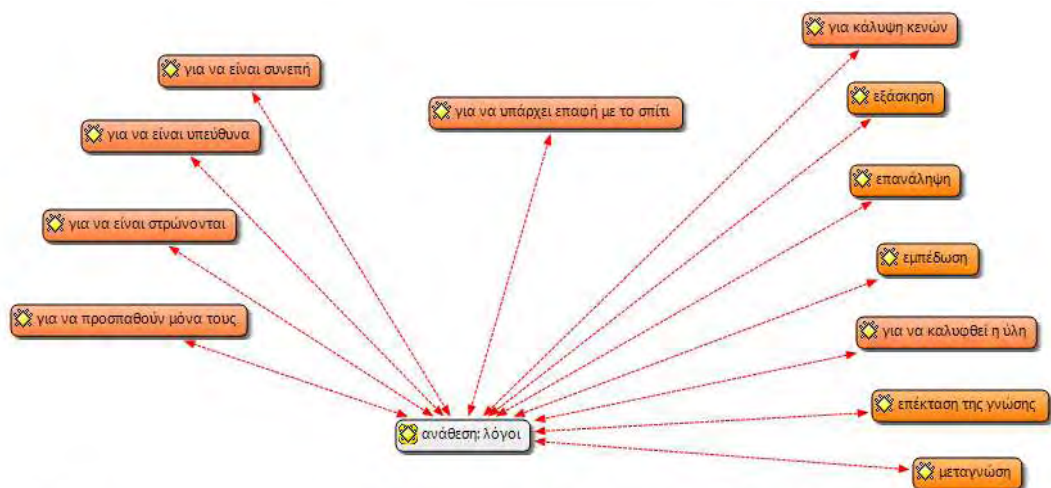 για κάλυψη κενών
για να είναι συνεπή
εξάσκηση
για να υπάρχει επαφή με το σπίτι
για να είναι υπεύθυνα
επανάληψη
για να είναι στρώνονται
εμπέδωση
για να προσπαθούν μόνα τους
για να καλυφθεί η ύλη
επέκταση της γνώσης
ανάθεση: λόγοι
μεταγνώση